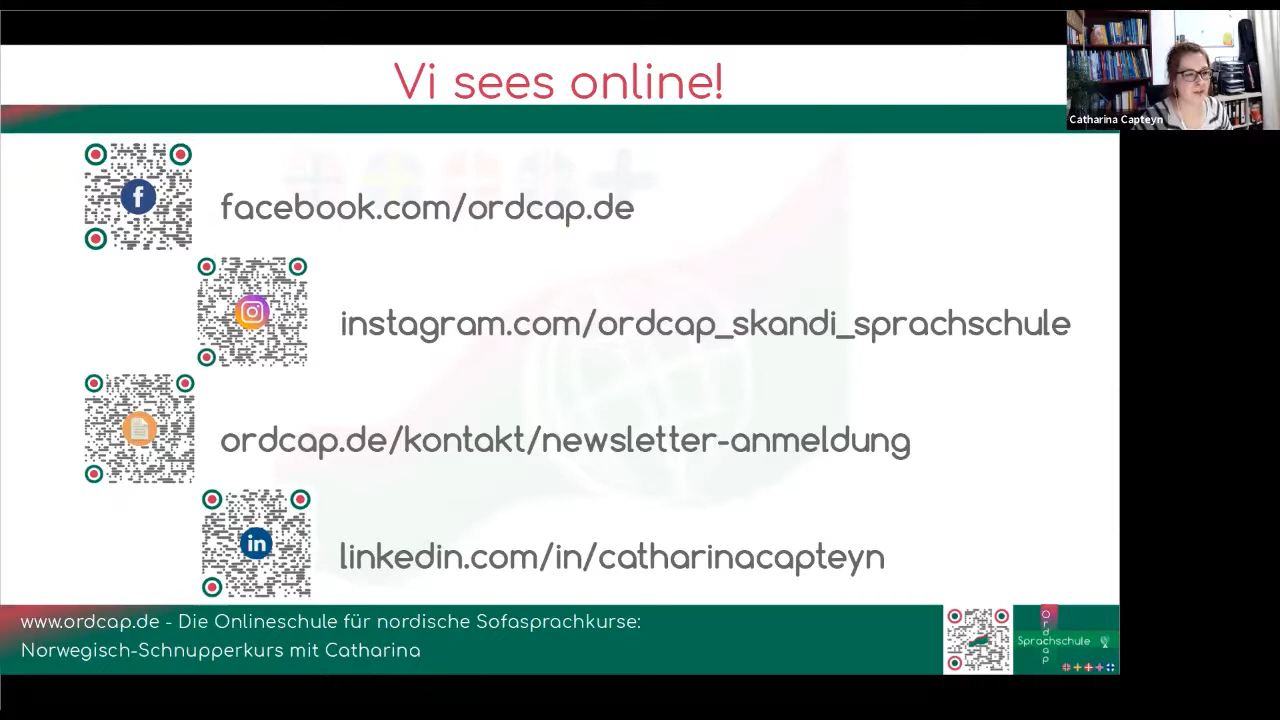 Vi sees online!
Catharina Capteyn
facebook.com/ordcap.de
instagram.com/ordcap_skandi_sprachschule
ordcap.de/kontakt/newsletter-anmeldung
linkedin.com/in/catharinacapteyn
www.ordcap.de - Die Onlineschule für nordische Sofasprachkurse:
Norwegisch-Schnupperkurs mit Catharina
Ordcap
Sprachschule